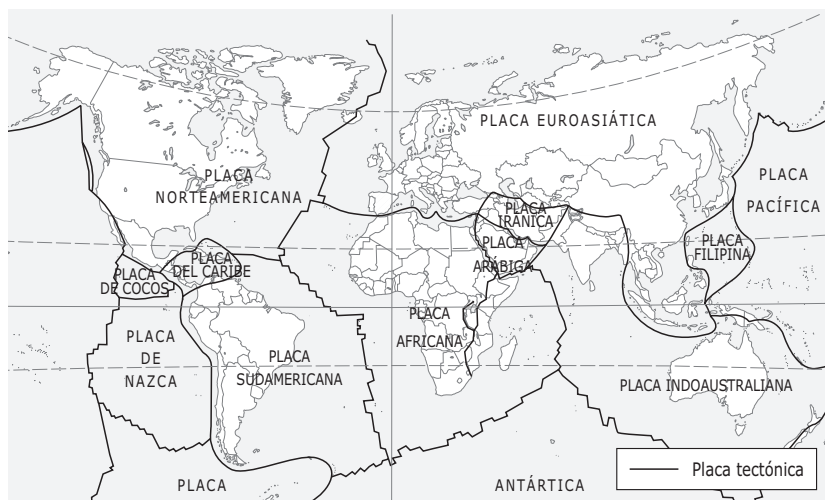 PLACA EUROASIÁTICA
PLACA
NORTEAMERICANA
PLACA
PACÍFICA
PLACA
IRÁNICA
PLACA
ARÁBIGA
PLACA
FILIPINA
PLACA
DEL CARIBE
PLACA
DE COCOS
PLACA
AFRICANA
PLACA
DE
NAZCA
PLACA
SUDAMERICANA
PLACA INDOAUSTRALIANA
PLACA
ANTÁRTICA
Placa tectónica